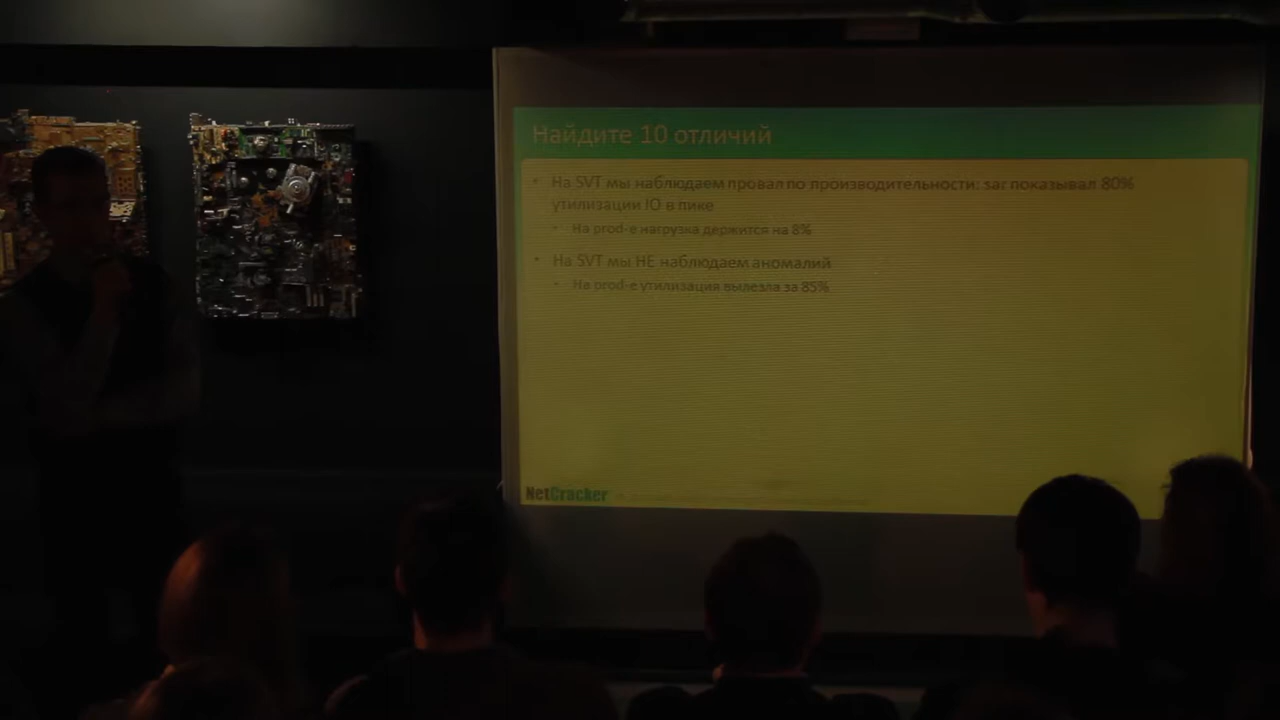 Найдите 10 отличий
На SVT мы наблюдаем провал по производительности: заг показывал 80%
утилизации IO в пике
На prod-е нагрузка держится на 8%
На SVT мы НЕ наблюдаем аномалий
На prod-е утилизация вылезла за 85%
NetCracker